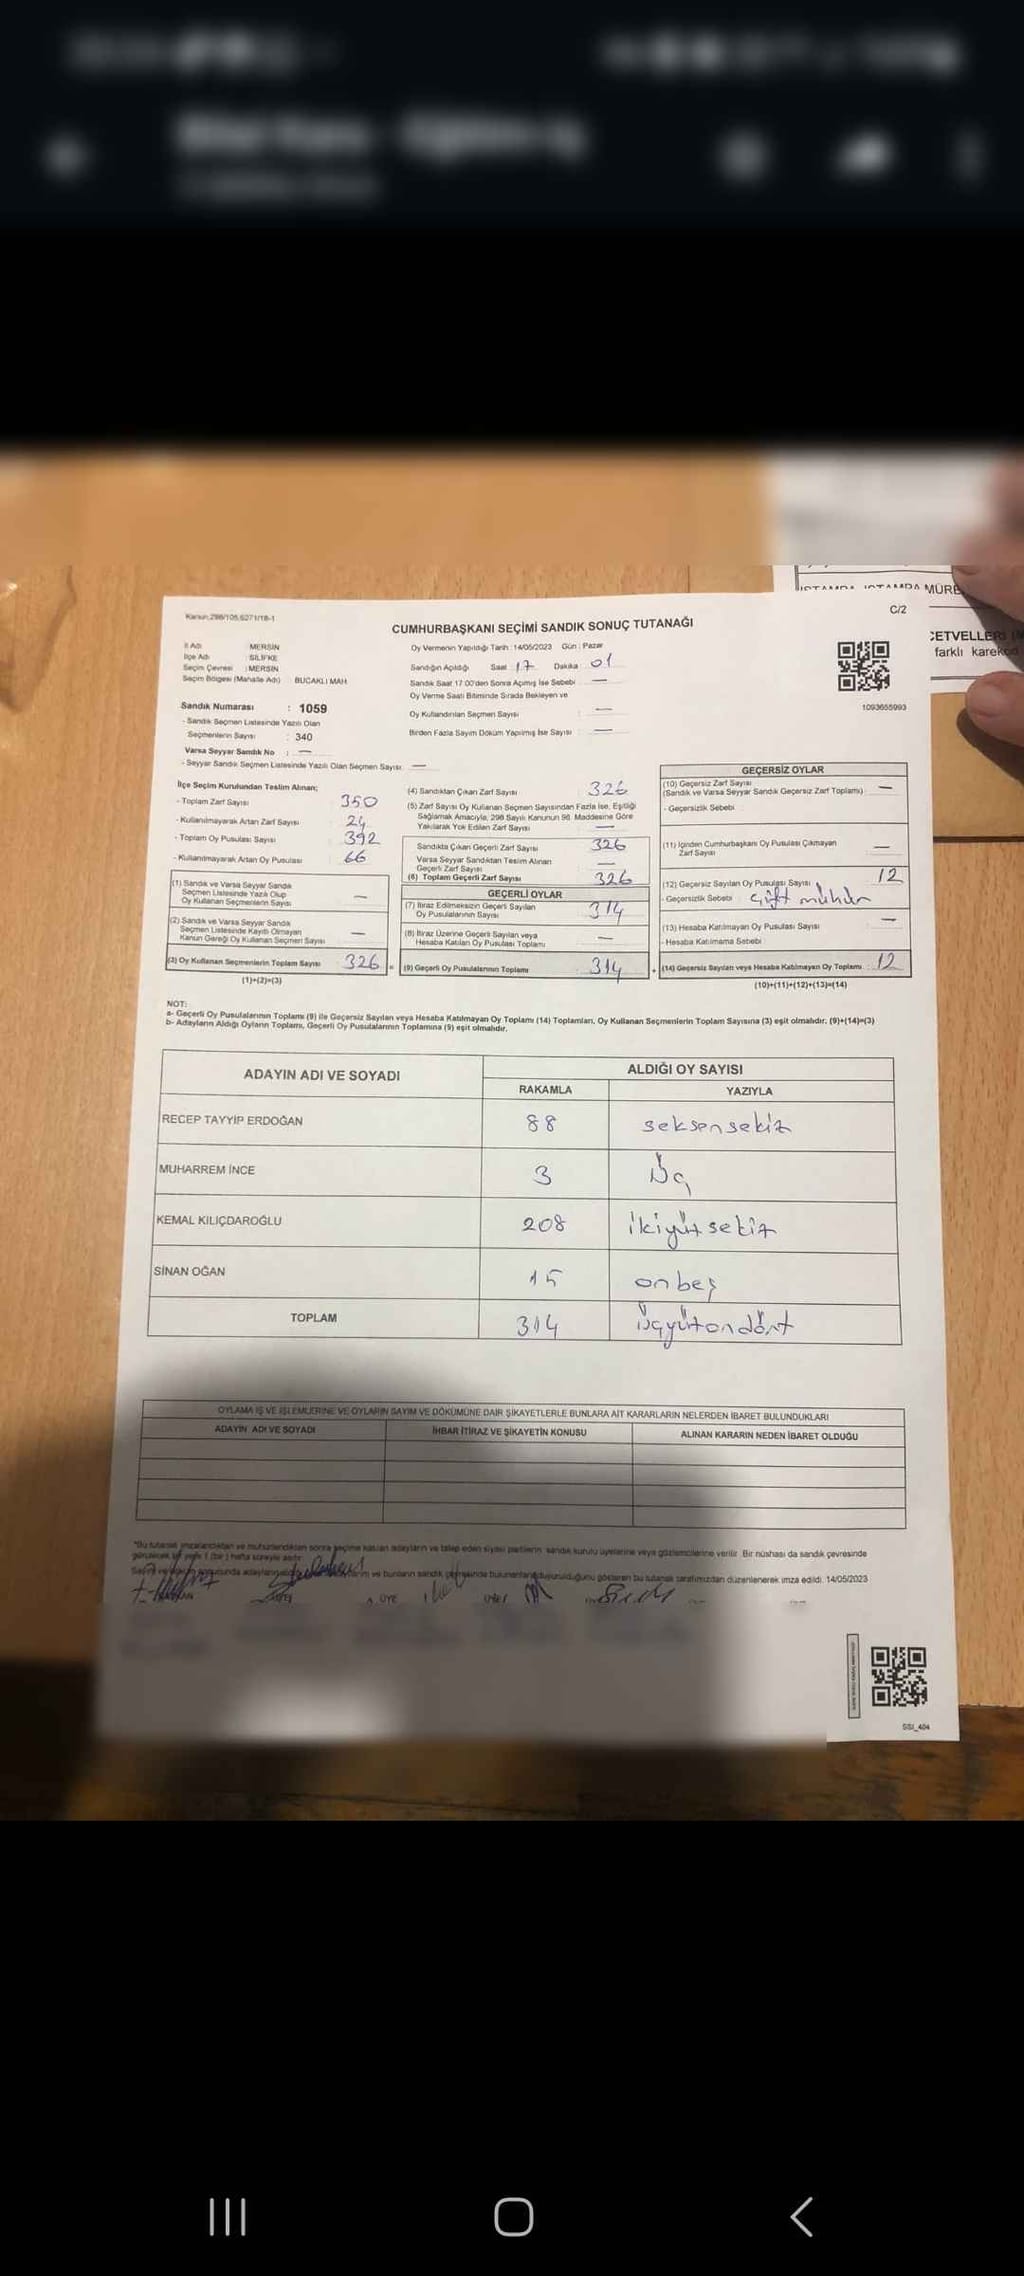 ISTAMPA, ISTAMPA MÜRE
C/2
CETVELLERİ
farklı karekod
Kanun:298/105,6271/18-1
CUMHURBAŞKANI SEÇİMİ SANDIK SONUÇ TUTANAĞI
İl Adı : MERSİN
İlçe Adı : SİLİFKE
Seçim Çevresi : MERSİN
Seçim Bölgesi (Mahalle Adı) BUCAKLI MAH
Sandık Numarası : 1059
- Sandık Seçmen Listesinde Yazılı Olan
Seçmenlerin Sayısı : 340
Varsa Seyyar Sandık No : —
- Seyyar Sandık Seçmen Listesinde Yazılı Olan Seçmen Sayısı: —
Oy Vermenin Yapıldığı Tarih : 14/05/2023 Gün : Pazar
Sandığın Açıldığı Saat 17 Dakika 01
Sandık Saat 17.00'den Sonra Açılmış İse Sebebi —
Oy Verme Saati Bitiminde Sırada Bekleyen ve
Oy Kullandırılan Seçmen Sayısı : —
Birden Fazla Sayım Döküm Yapılmış İse Sayısı : —
1093655993
İlçe Seçim Kurulundan Teslim Alınan;
- Toplam Zarf Sayısı 350
- Kullanılmayarak Artan Zarf Sayısı 24
- Toplam Oy Pusulası Sayısı 392
- Kullanılmayarak Artan Oy Pusulası 66
(1) Sandık ve Varsa Seyyar Sandık
Seçmen Listesinde Yazılı Olup
Oy Kullanan Seçmenlerin Sayısı —
(2) Sandık ve Varsa Seyyar Sandık
Seçmen Listesinde Kayıtlı Olmayan
Kanun Gereği Oy Kullanan Seçmen Sayısı —
(3) Oy Kullanan Seçmenlerin Toplam Sayısı 326
(1)+(2)=(3)
(4) Sandıktan Çıkan Zarf Sayısı 326
(5) Zarf Sayısı Oy Kullanan Seçmen Sayısından Fazla İse, Eşitliği
Sağlamak Amacıyla, 298 Sayılı Kanunun 98. Maddesine Göre
Yakılarak Yok Edilen Zarf Sayısı —
Sandıkta Çıkan Geçerli Zarf Sayısı 326
Varsa Seyyar Sandıktan Teslim Alınan
Geçerli Zarf Sayısı —
(6) Toplam Geçerli Zarf Sayısı 326
GEÇERLİ OYLAR
(7) İtiraz Edilmeksizin Geçerli Sayılan
Oy Pusulalarının Sayısı 314
(8) İtiraz Üzerine Geçerli Sayılan veya
Hesaba Katılan Oy Pusulası Toplamı —
(9) Geçerli Oy Pusulalarının Toplamı 314
GEÇERSİZ OYLAR
(10) Geçersiz Zarf Sayısı
(Sandık ve Varsa Seyyar Sandık Geçersiz Zarf Toplamı) —
- Geçersizlik Sebebi
(11) İçinden Cumhurbaşkanı Oy Pusulası Çıkmayan
Zarf Sayısı —
(12) Geçersiz Sayılan Oy Pusulası Sayısı 12
- Geçersizlik Sebebi Çift mühür
(13) Hesaba Katılmayan Oy Pusulası Sayısı —
- Hesaba Katılmama Sebebi
(14) Geçersiz Sayılan veya Hesaba Katılmayan Oy Toplamı 12
(10)+(11)+(12)+(13)=(14)
NOT:
a- Geçerli Oy Pusulalarının Toplamı (9) ile Geçersiz Sayılan veya Hesaba Katılmayan Oy Toplamı (14) Toplamları, Oy Kullanan Seçmenlerin Toplam Sayısına (3) eşit olmalıdır. (9)+(14)=(3)
b- Adayların Aldığı Oyların Toplamı, Geçerli Oy Pusulalarının Toplamına (9) eşit olmalıdır.
ADAYIN ADI VE SOYADI
ALDIĞI OY SAYISI
RAKAMLA YAZIYLA
RECEP TAYYİP ERDOĞAN 88 seksensekiz
MUHARREM İNCE 3 Üç
KEMAL KILIÇDAROĞLU 208 ikiyüzsekiz
SİNAN OĞAN 15 onbeş
TOPLAM 314 üçyüzondört
OYLAMA İŞ VE İŞLEMLERİNE VE OYLARIN SAYIM VE DÖKÜMÜNE DAİR ŞİKAYETLERLE BUNLARA AİT KARARLARIN NELERDEN İBARET BULUNDUKLARI
ADAYIN ADI VE SOYADI İHBAR İTİRAZ VE ŞİKAYETİN KONUSU ALINAN KARARIN NEDEN İBARET OLDUĞU
"Bu tutanak imzalandıktan ve mühürlendikten sonra seçime katılan adayların ve talep eden siyasi partilerin sandık kurulu üyelerine veya gözlemcilerine verilir. Bir nüshası da sandık çevresinde
görülecek bir yere 1 (bir) hafta süreyle asılır.
ve bunların sandık çevresinde bulunanlara duyurulduğunu gösteren bu tutanak tarafımızdan düzenlenerek imza edildi. 14/05/2023
ÜYE
SSI_404